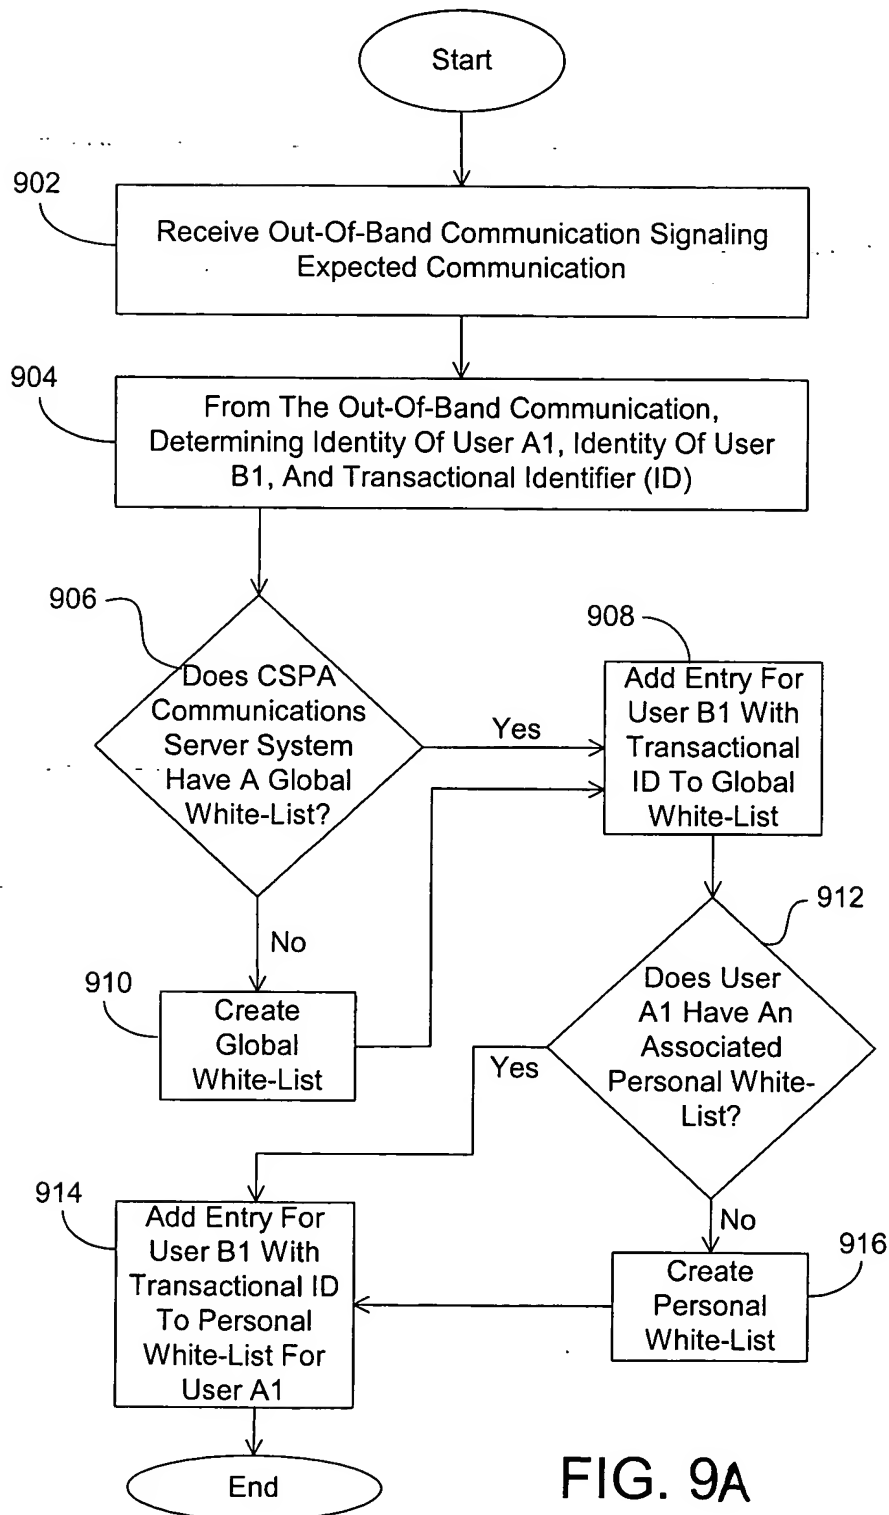 Start
902
Receive Out-Of-Band Communication Signaling
Expected Communication
904
From The Out-Of-Band Communication,
Determining Identity Of User A1, Identity Of User
B1, And Transactional Identifier (ID)
906
Does CSPA
Communications
Server System
Have A Global
White-List?
Yes
908
Add Entry For
User B1 With
Transactional
ID To Global
White-List
No
910
Create
Global
White-List
912
Does User
A1 Have An
Associated
Personal White-
List?
Yes
No
914
Add Entry For
User B1 With
Transactional ID
To Personal
White-List For
User A1
916
Create
Personal
White-List
End
FIG. 9A